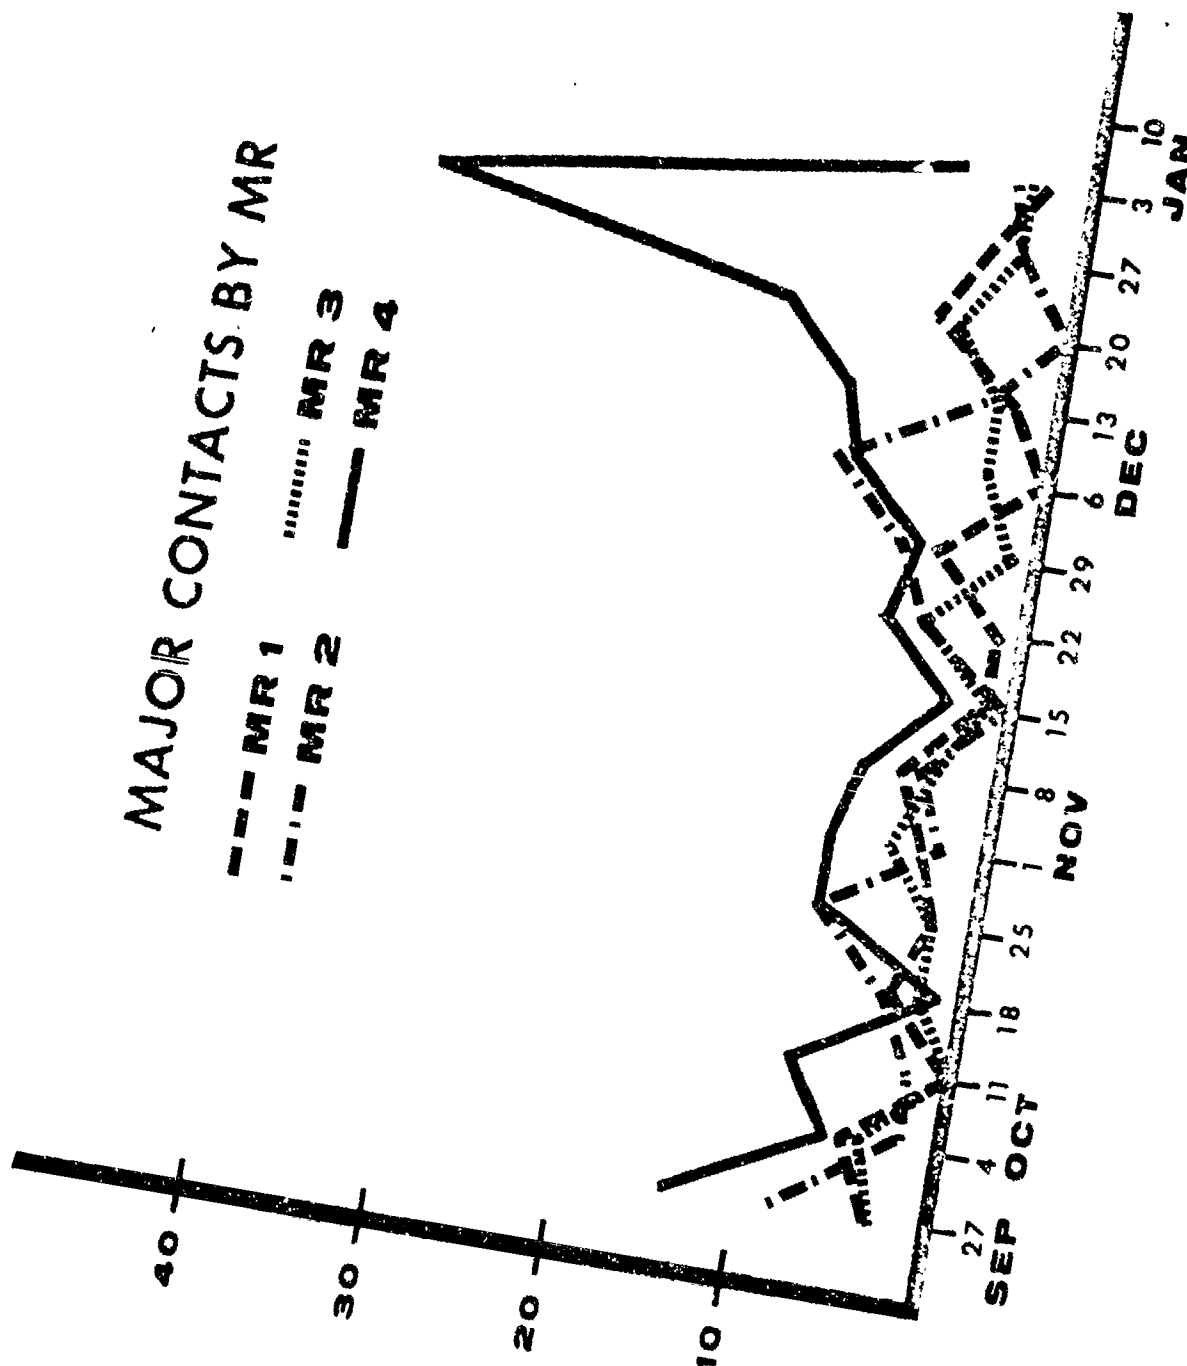 MAJOR CONTACTS BY MR
MR 1
MR 2
MR 3
MR 4
40
30
20
10
27 4 11 18 25 1 8 15 22 29 6 13 20 27 3 10
SEP OCT NOV DEC JAN